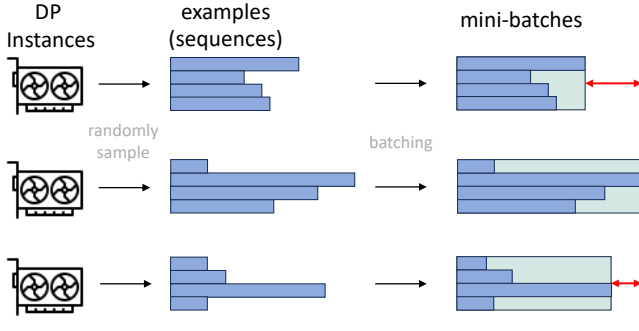 DP
Instances
examples
(sequences)
mini-batches
randomly
sample
batching